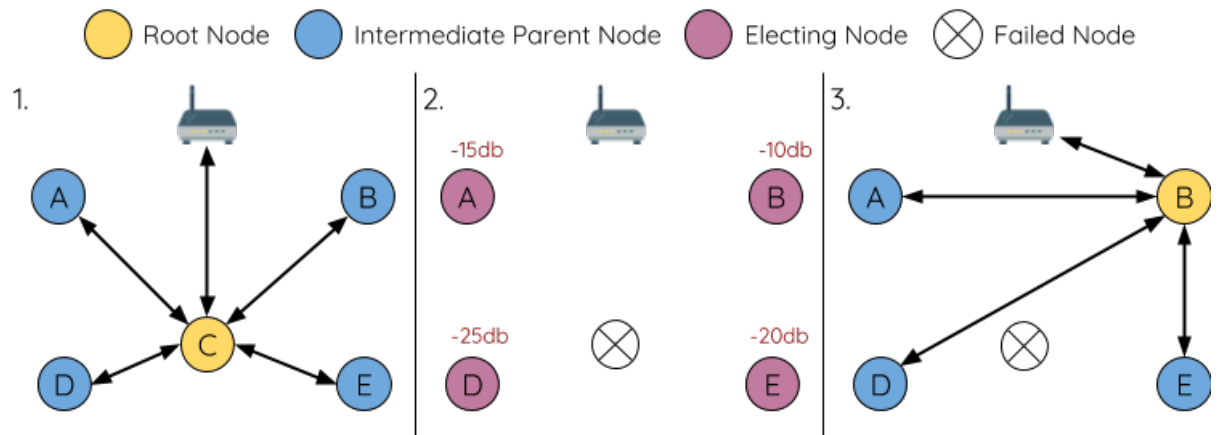 Root Node Intermediate Parent Node Electing Node Failed Node
1. 2. 3.
-15db -10db
A B A B A B
-25db -20db
C
D E D E D E